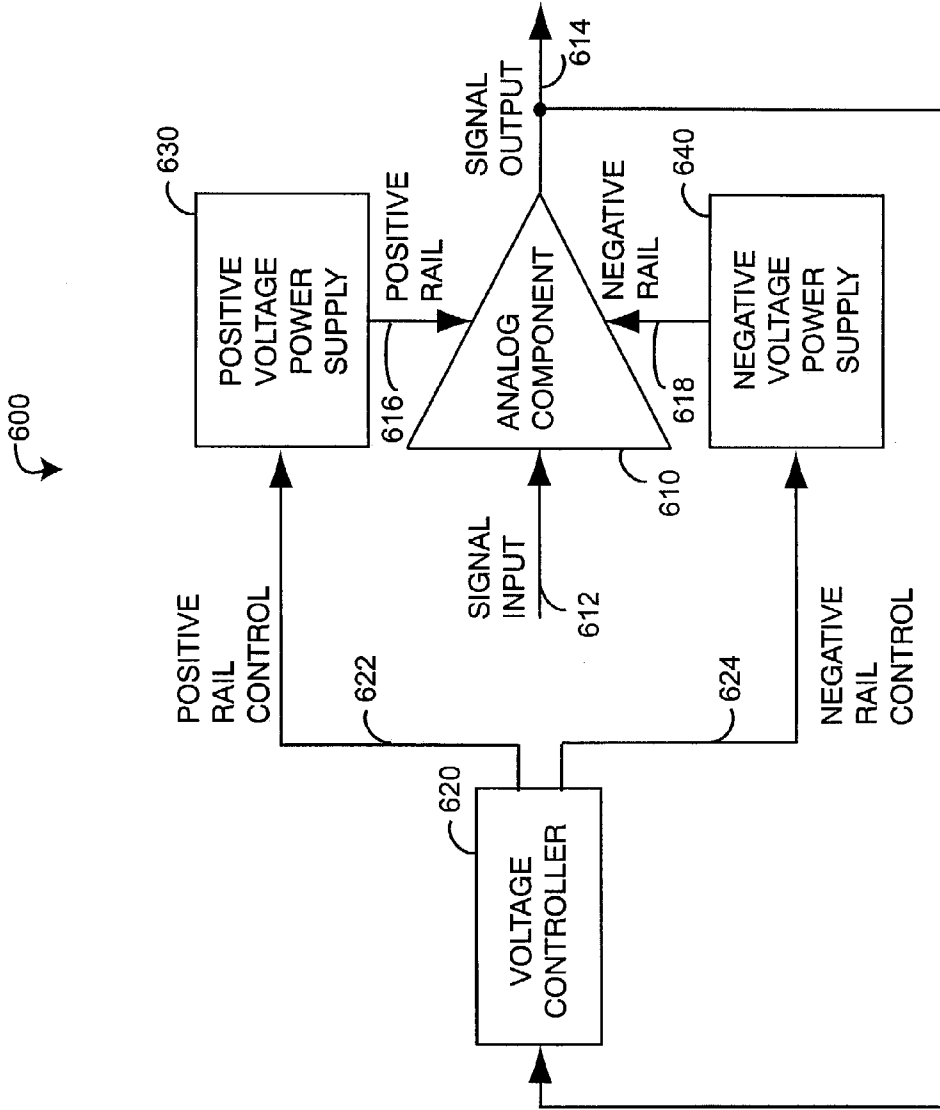 600
630
POSITIVE
VOLTAGE
POWER
SUPPLY
POSITIVE
RAIL
CONTROL
622
616
POSITIVE
RAIL
SIGNAL
OUTPUT
614
620
VOLTAGE
CONTROLLER
SIGNAL
INPUT
612
ANALOG
COMPONENT
610
NEGATIVE
RAIL
618
640
NEGATIVE
VOLTAGE
POWER
SUPPLY
624
NEGATIVE
RAIL
CONTROL